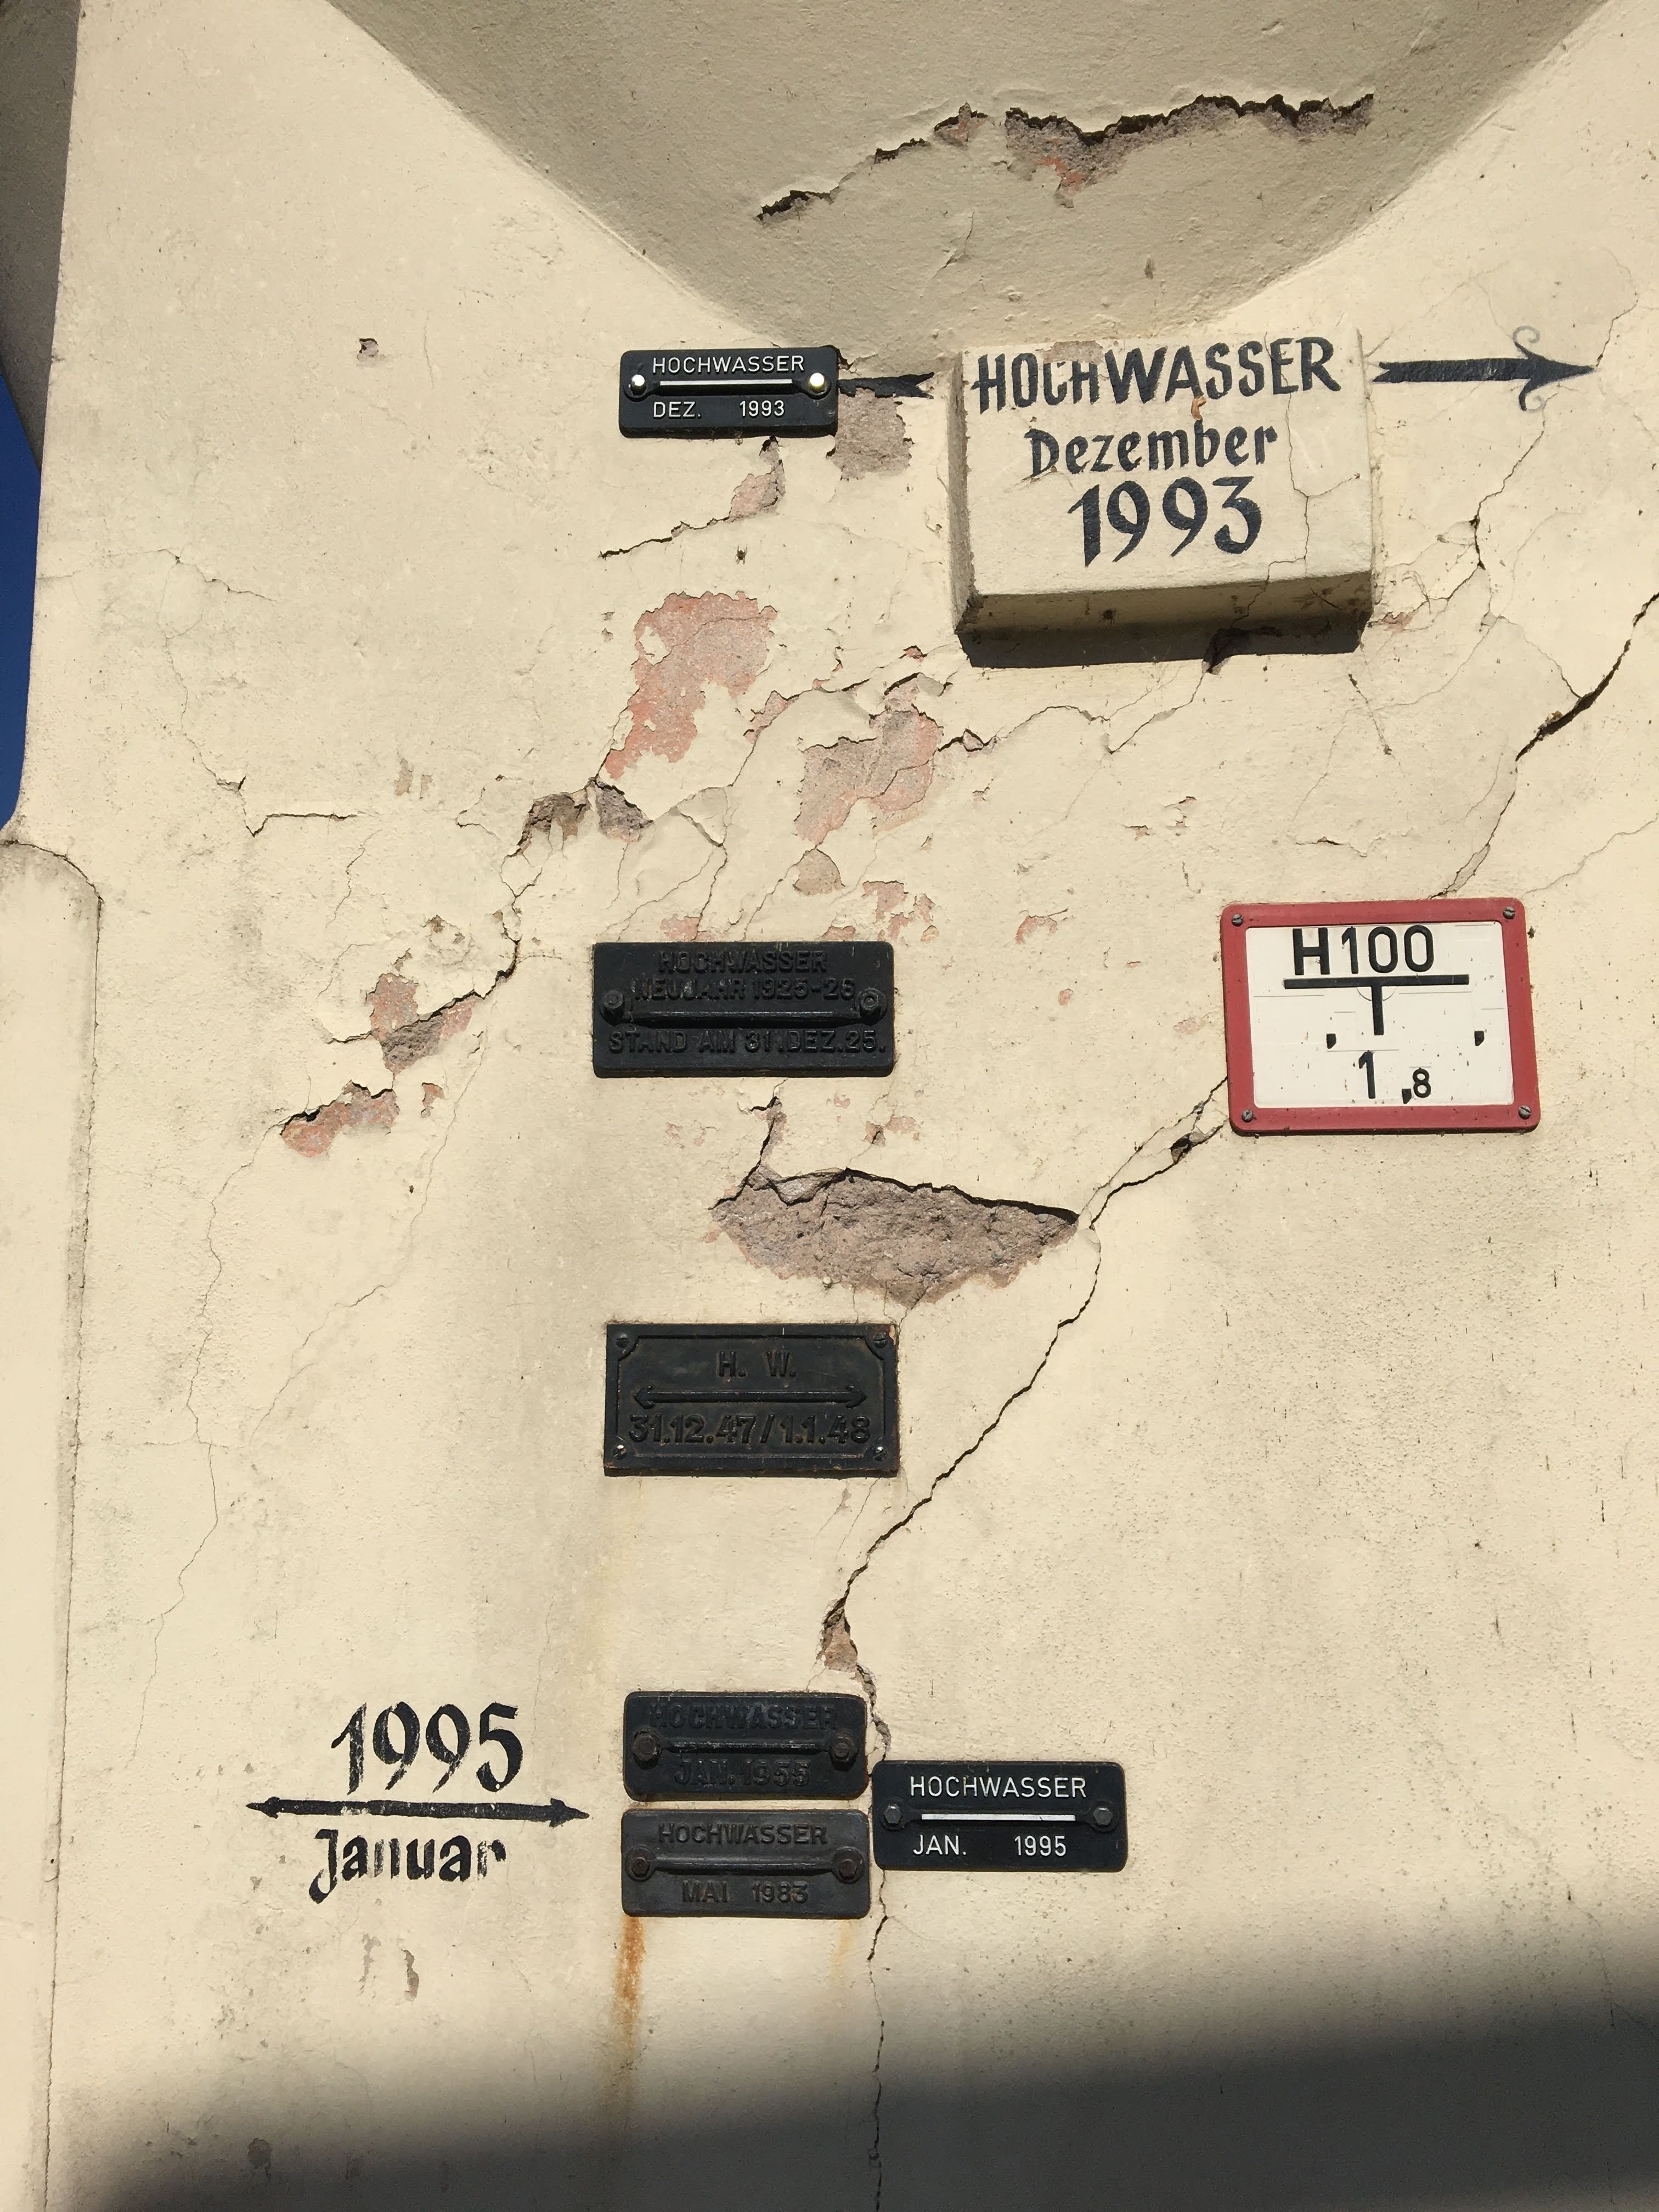 HOCHWASSER
DEZ. 1993
HOCHWASSER
Dezember
1993
HOCHWASSER
NEUJAHR 1925-26
STAND AM 31.DEZ.25.
H100
, ,
1 ,8
H. W.
31.12.47/1.1.48
1995
Januar
HOCHWASSER
JAN. 1955
HOCHWASSER
MAI 1983
HOCHWASSER
JAN. 1995